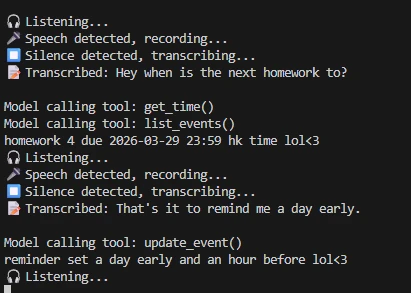 🎧 Listening...
🎤 Speech detected, recording...
⏹️ Silence detected, transcribing...
📝 Transcribed: Hey when is the next homework to?
Model calling tool: get_time()
Model calling tool: list_events()
homework 4 due 2026-03-29 23:59 hk time lol<3
🎧 Listening...
🎤 Speech detected, recording...
⏹️ Silence detected, transcribing...
📝 Transcribed: That's it to remind me a day early.
Model calling tool: update_event()
reminder set a day early and an hour before lol<3
🎧 Listening...